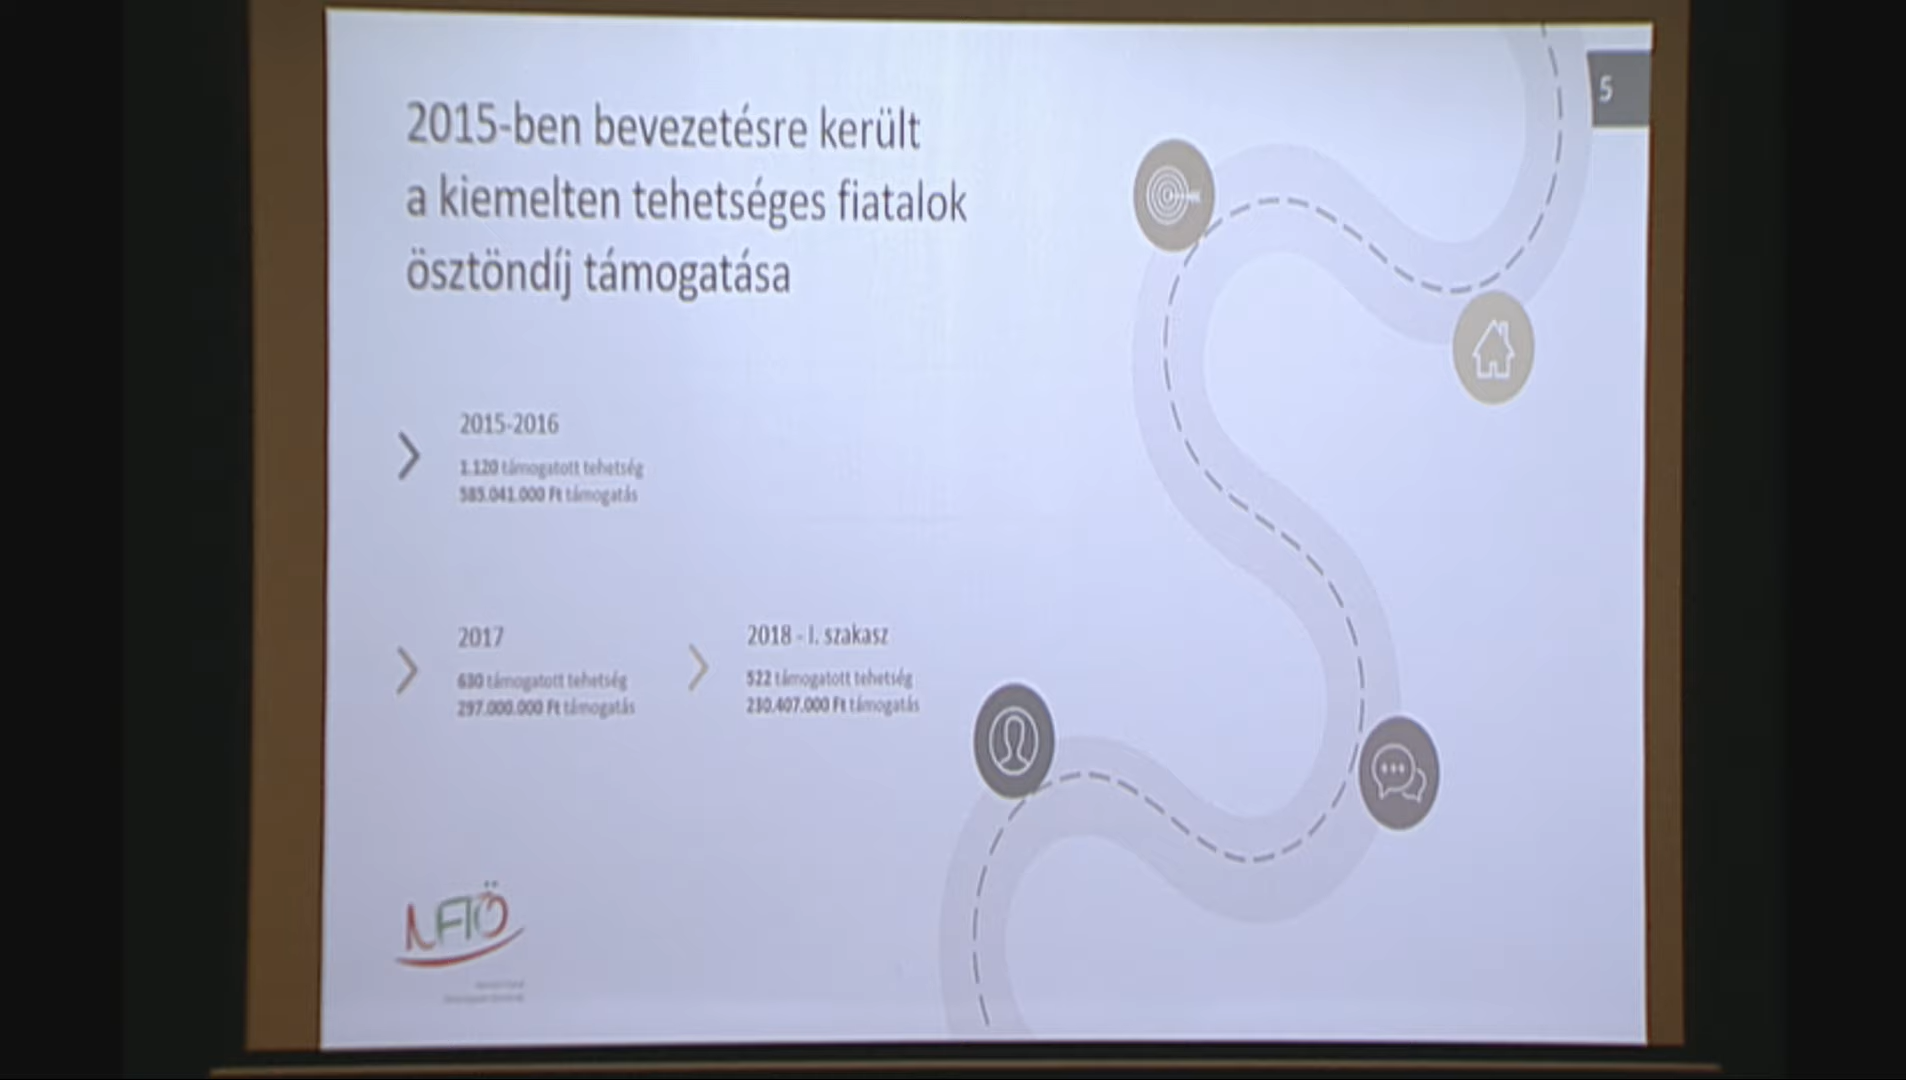 5
2015-ben bevezetésre került
a kiemelten tehetséges fiatalok
ösztöndíj támogatása
2015-2016
1.120 támogatott tehetség
585.041.000 Ft támogatás
2017
630 támogatott tehetség
297.000.000 Ft támogatás
2018 - I. szakasz
522 támogatott tehetség
230.407.000 Ft támogatás
NFTÖ